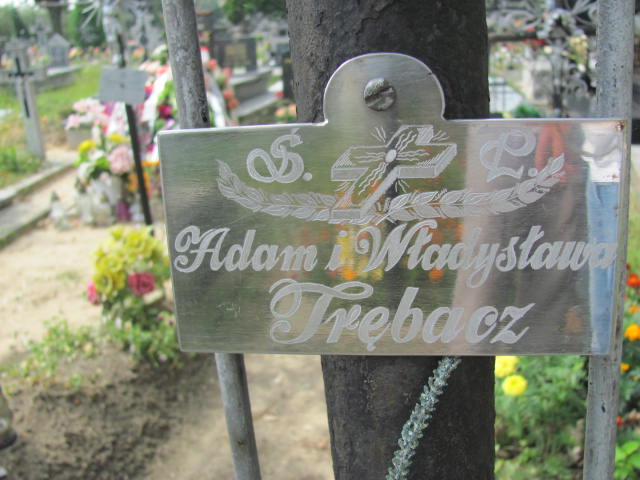 Ś. L.
Adam i Władysława
Trębacz